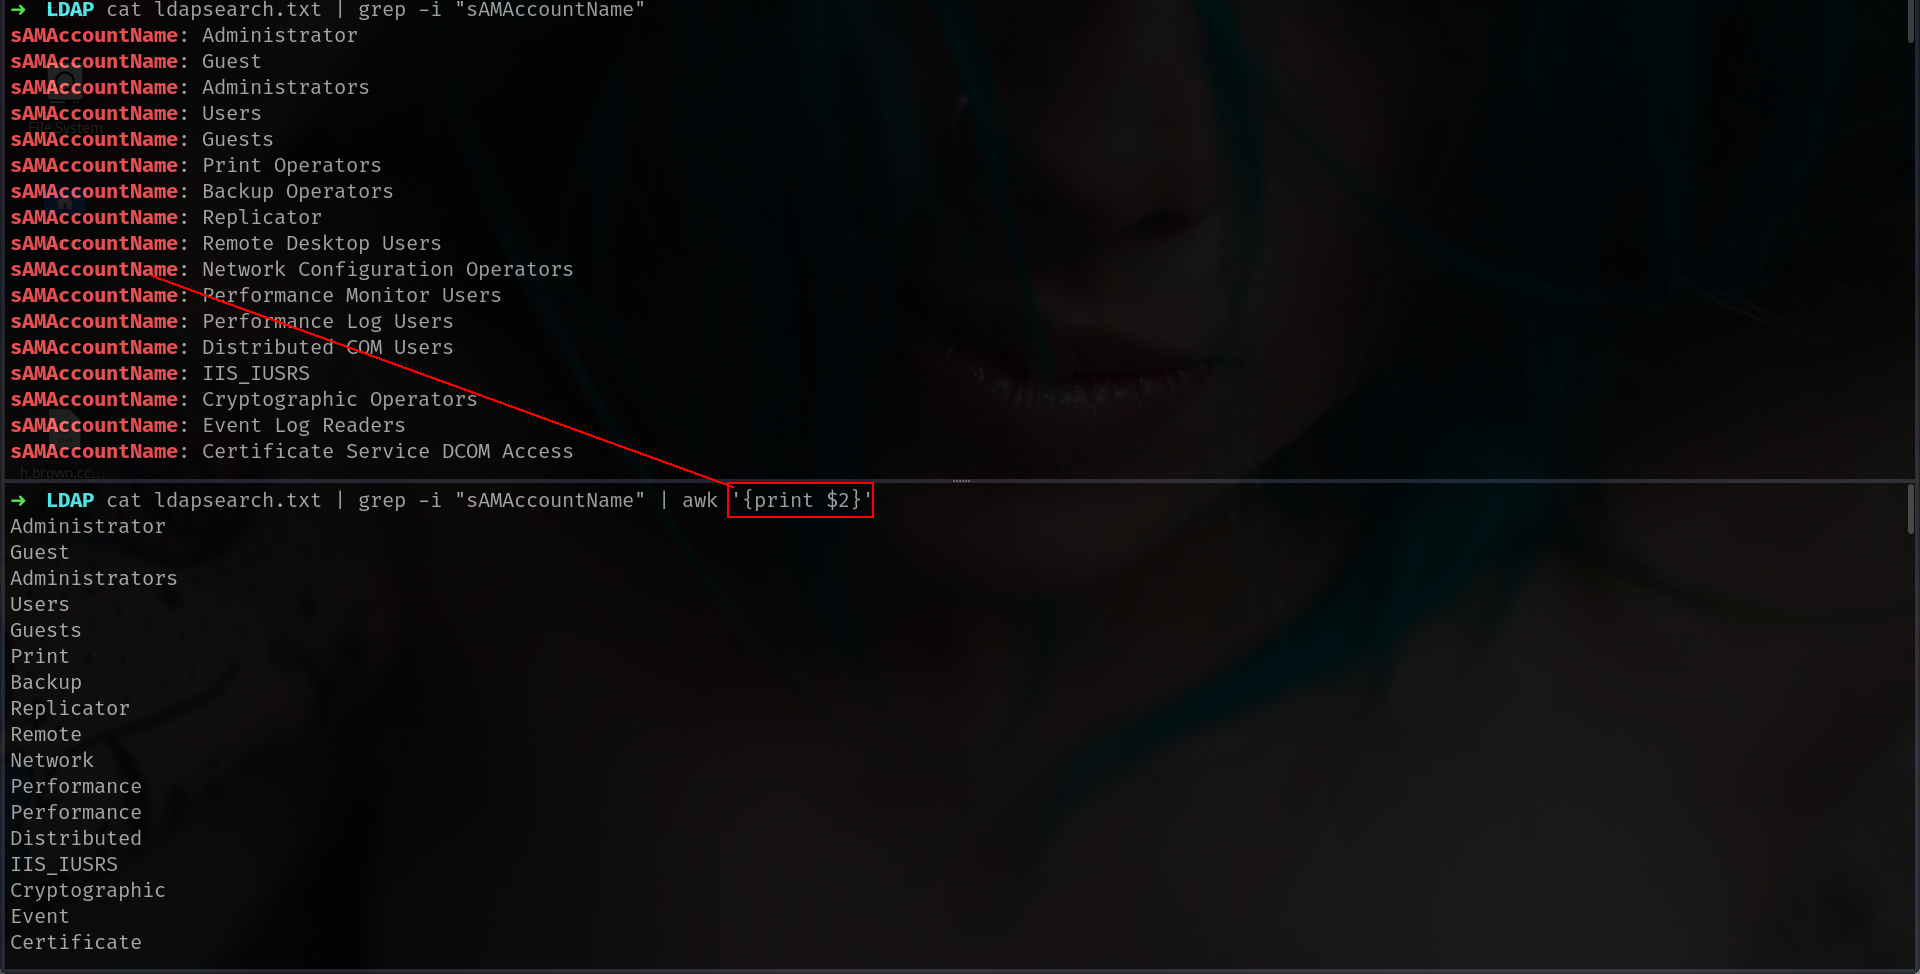 ➜ LDAP cat ldapsearch.txt | grep -i "sAMAccountName"
sAMAccountName: Administrator
sAMAccountName: Guest
sAMAccountName: Administrators
sAMAccountName: Users
File System
sAMAccountName: Guests
sAMAccountName: Print Operators
sAMAccountName: Backup Operators
sAMAccountName: Replicator
sAMAccountName: Remote Desktop Users
sAMAccountName: Network Configuration Operators
sAMAccountName: Performance Monitor Users
sAMAccountName: Performance Log Users
sAMAccountName: Distributed COM Users
sAMAccountName: IIS_IUSRS
sAMAccountName: Cryptographic Operators
sAMAccountName: Event Log Readers
sAMAccountName: Certificate Service DCOM Access
h.brown.cc...
➜ LDAP cat ldapsearch.txt | grep -i "sAMAccountName" | awk '{print $2}'
Administrator
Guest
Administrators
Users
Guests
Print
Backup
Replicator
Remote
Network
Performance
Performance
Distributed
IIS_IUSRS
Cryptographic
Event
Certificate